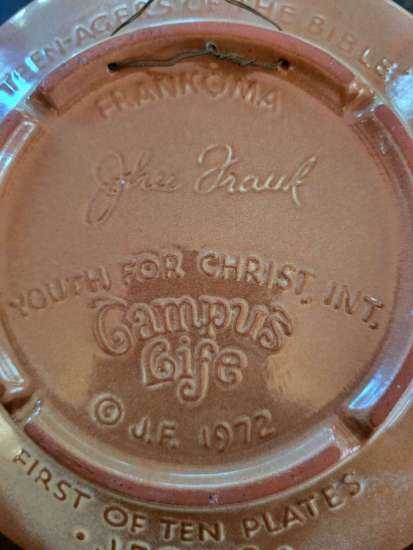 TEEN-AGERS OF THE BIBLE
FRANKOMA
John Frank
YOUTH FOR CHRIST, INT.
Campus
Life
© J.F. 1972
FIRST OF TEN PLATES